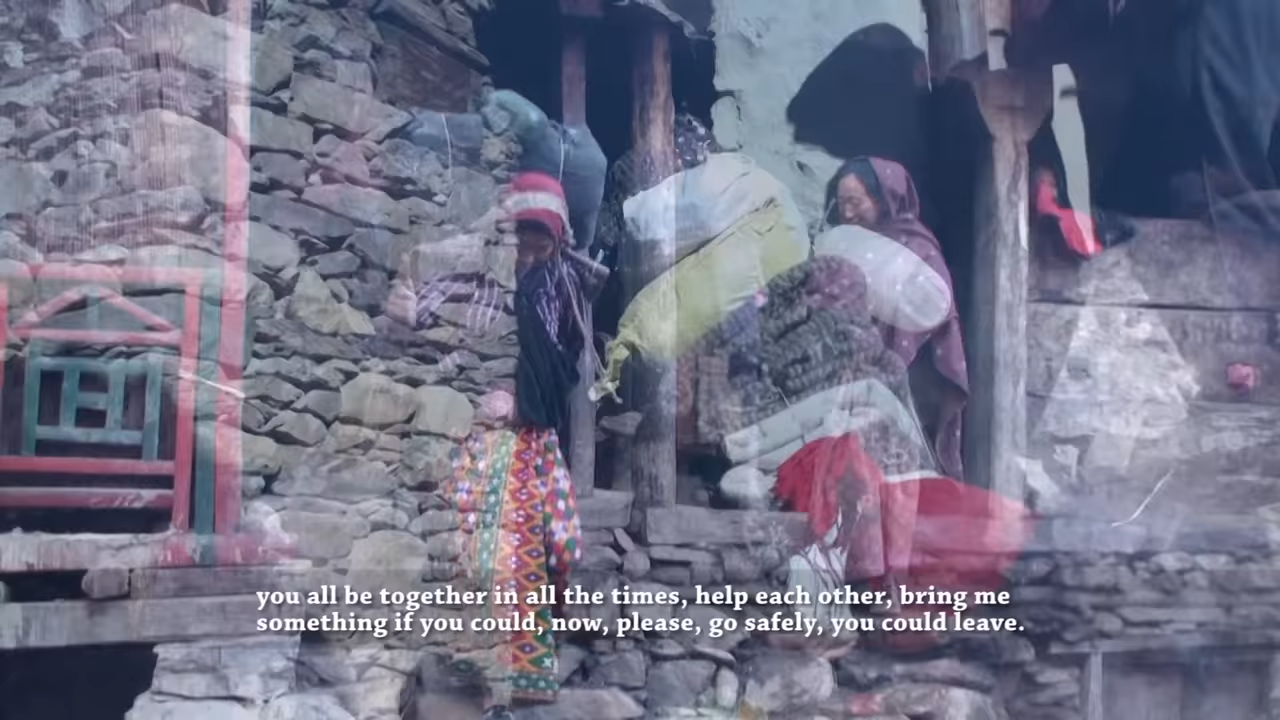 you all be together in all the times, help each other, bring me
something if you could, now, please, go safely, you could leave.